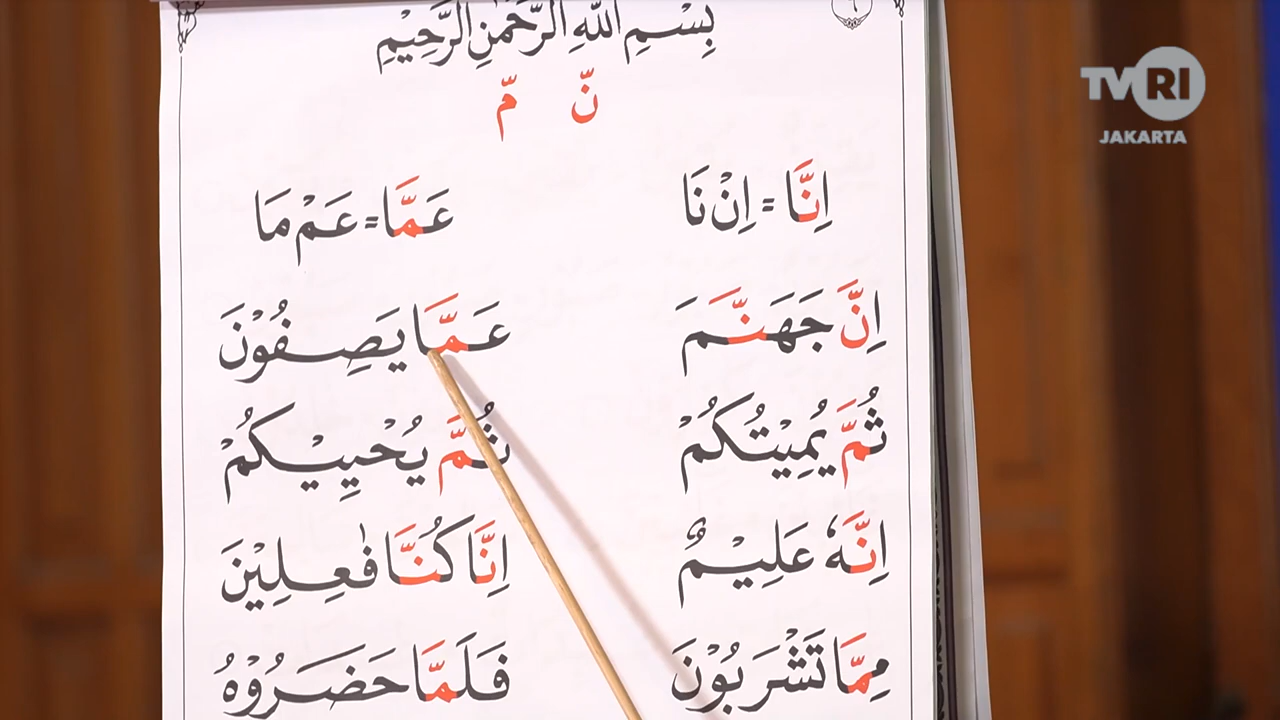 بِسْمِ اللّٰهِ الرَّحْمٰنِ الرَّحِيْمِ
نّ مّ
اِنَّا = اِنْ نَا
عَمَّا = عَمْ مَا
اِنَّ جَهَنَّمَ
عَمَّا يَصِفُوْنَ
ثُمَّ يُمِيْتُكُمْ
ثُمَّ يُحْيِيْكُمْ
اِنَّهٗ عَلِيْمٌ
اِنَّا كُنَّا فٰعِلِيْنَ
مِمَّا تَشْرَبُوْنَ
فَلَمَّا حَضَرُوْهُ
TVRI
JAKARTA